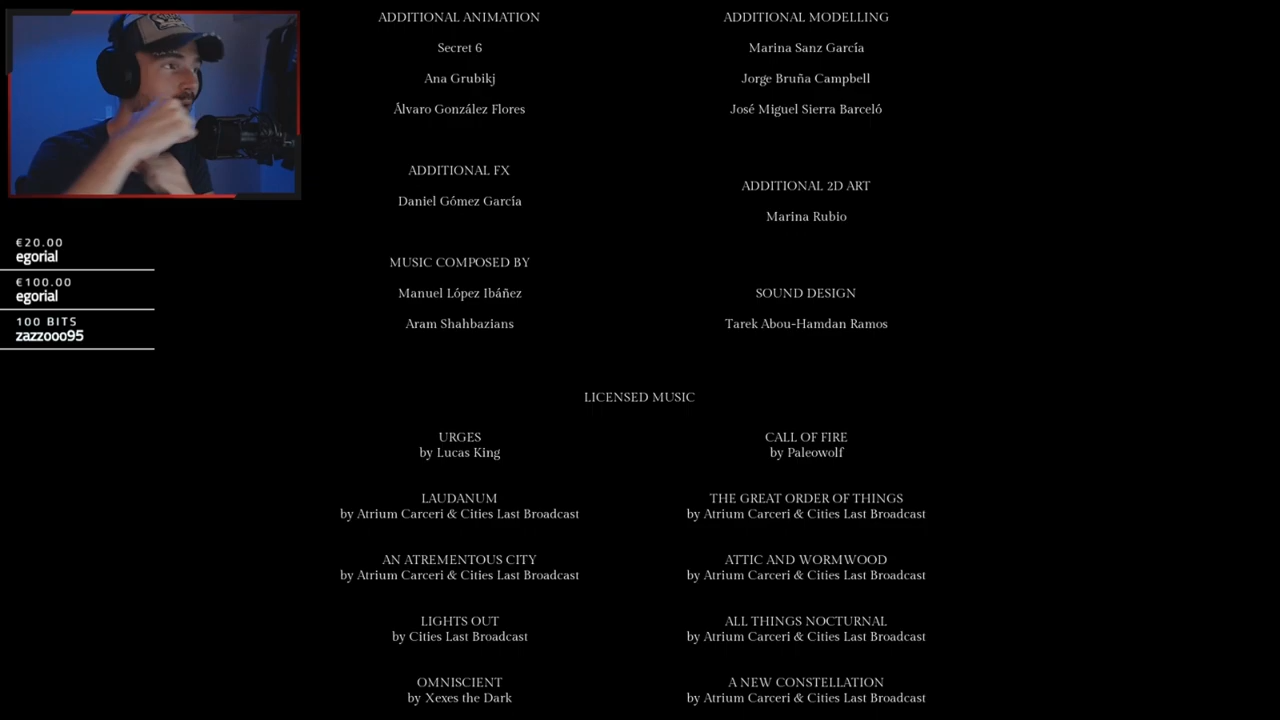 €20.00
egorial
€100.00
egorial
100 BITS
zazzooo95
ADDITIONAL ANIMATION
Secret 6
Ana Grubikj
Álvaro González Flores
ADDITIONAL FX
Daniel Gómez García
MUSIC COMPOSED BY
Manuel López Ibáñez
Aram Shahbazians
ADDITIONAL MODELLING
Marina Sanz García
Jorge Bruña Campbell
José Miguel Sierra Barceló
ADDITIONAL 2D ART
Marina Rubio
SOUND DESIGN
Tarek Abou-Hamdan Ramos
LICENSED MUSIC
URGES
by Lucas King
LAUDANUM
by Atrium Carceri & Cities Last Broadcast
AN ATREMENTOUS CITY
by Atrium Carceri & Cities Last Broadcast
LIGHTS OUT
by Cities Last Broadcast
OMNISCIENT
by Xexes the Dark
CALL OF FIRE
by Paleowolf
THE GREAT ORDER OF THINGS
by Atrium Carceri & Cities Last Broadcast
ATTIC AND WORMWOOD
by Atrium Carceri & Cities Last Broadcast
ALL THINGS NOCTURNAL
by Atrium Carceri & Cities Last Broadcast
A NEW CONSTELLATION
by Atrium Carceri & Cities Last Broadcast